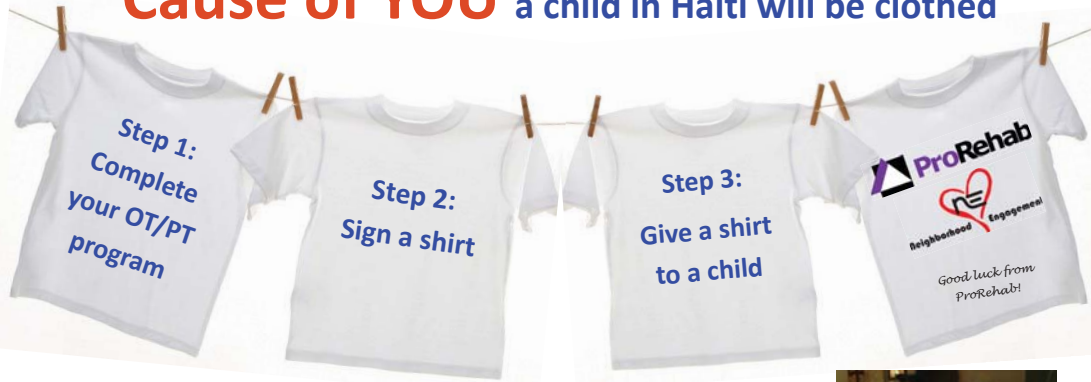 Cause of YOU a child in Haiti will be clothed
Step 1:
Complete
your OT/PT
program
Step 2:
Sign a shirt
Step 3:
Give a shirt
to a child
ProRehab
ne
Neighborhood Engagement
Good luck from
ProRehab!